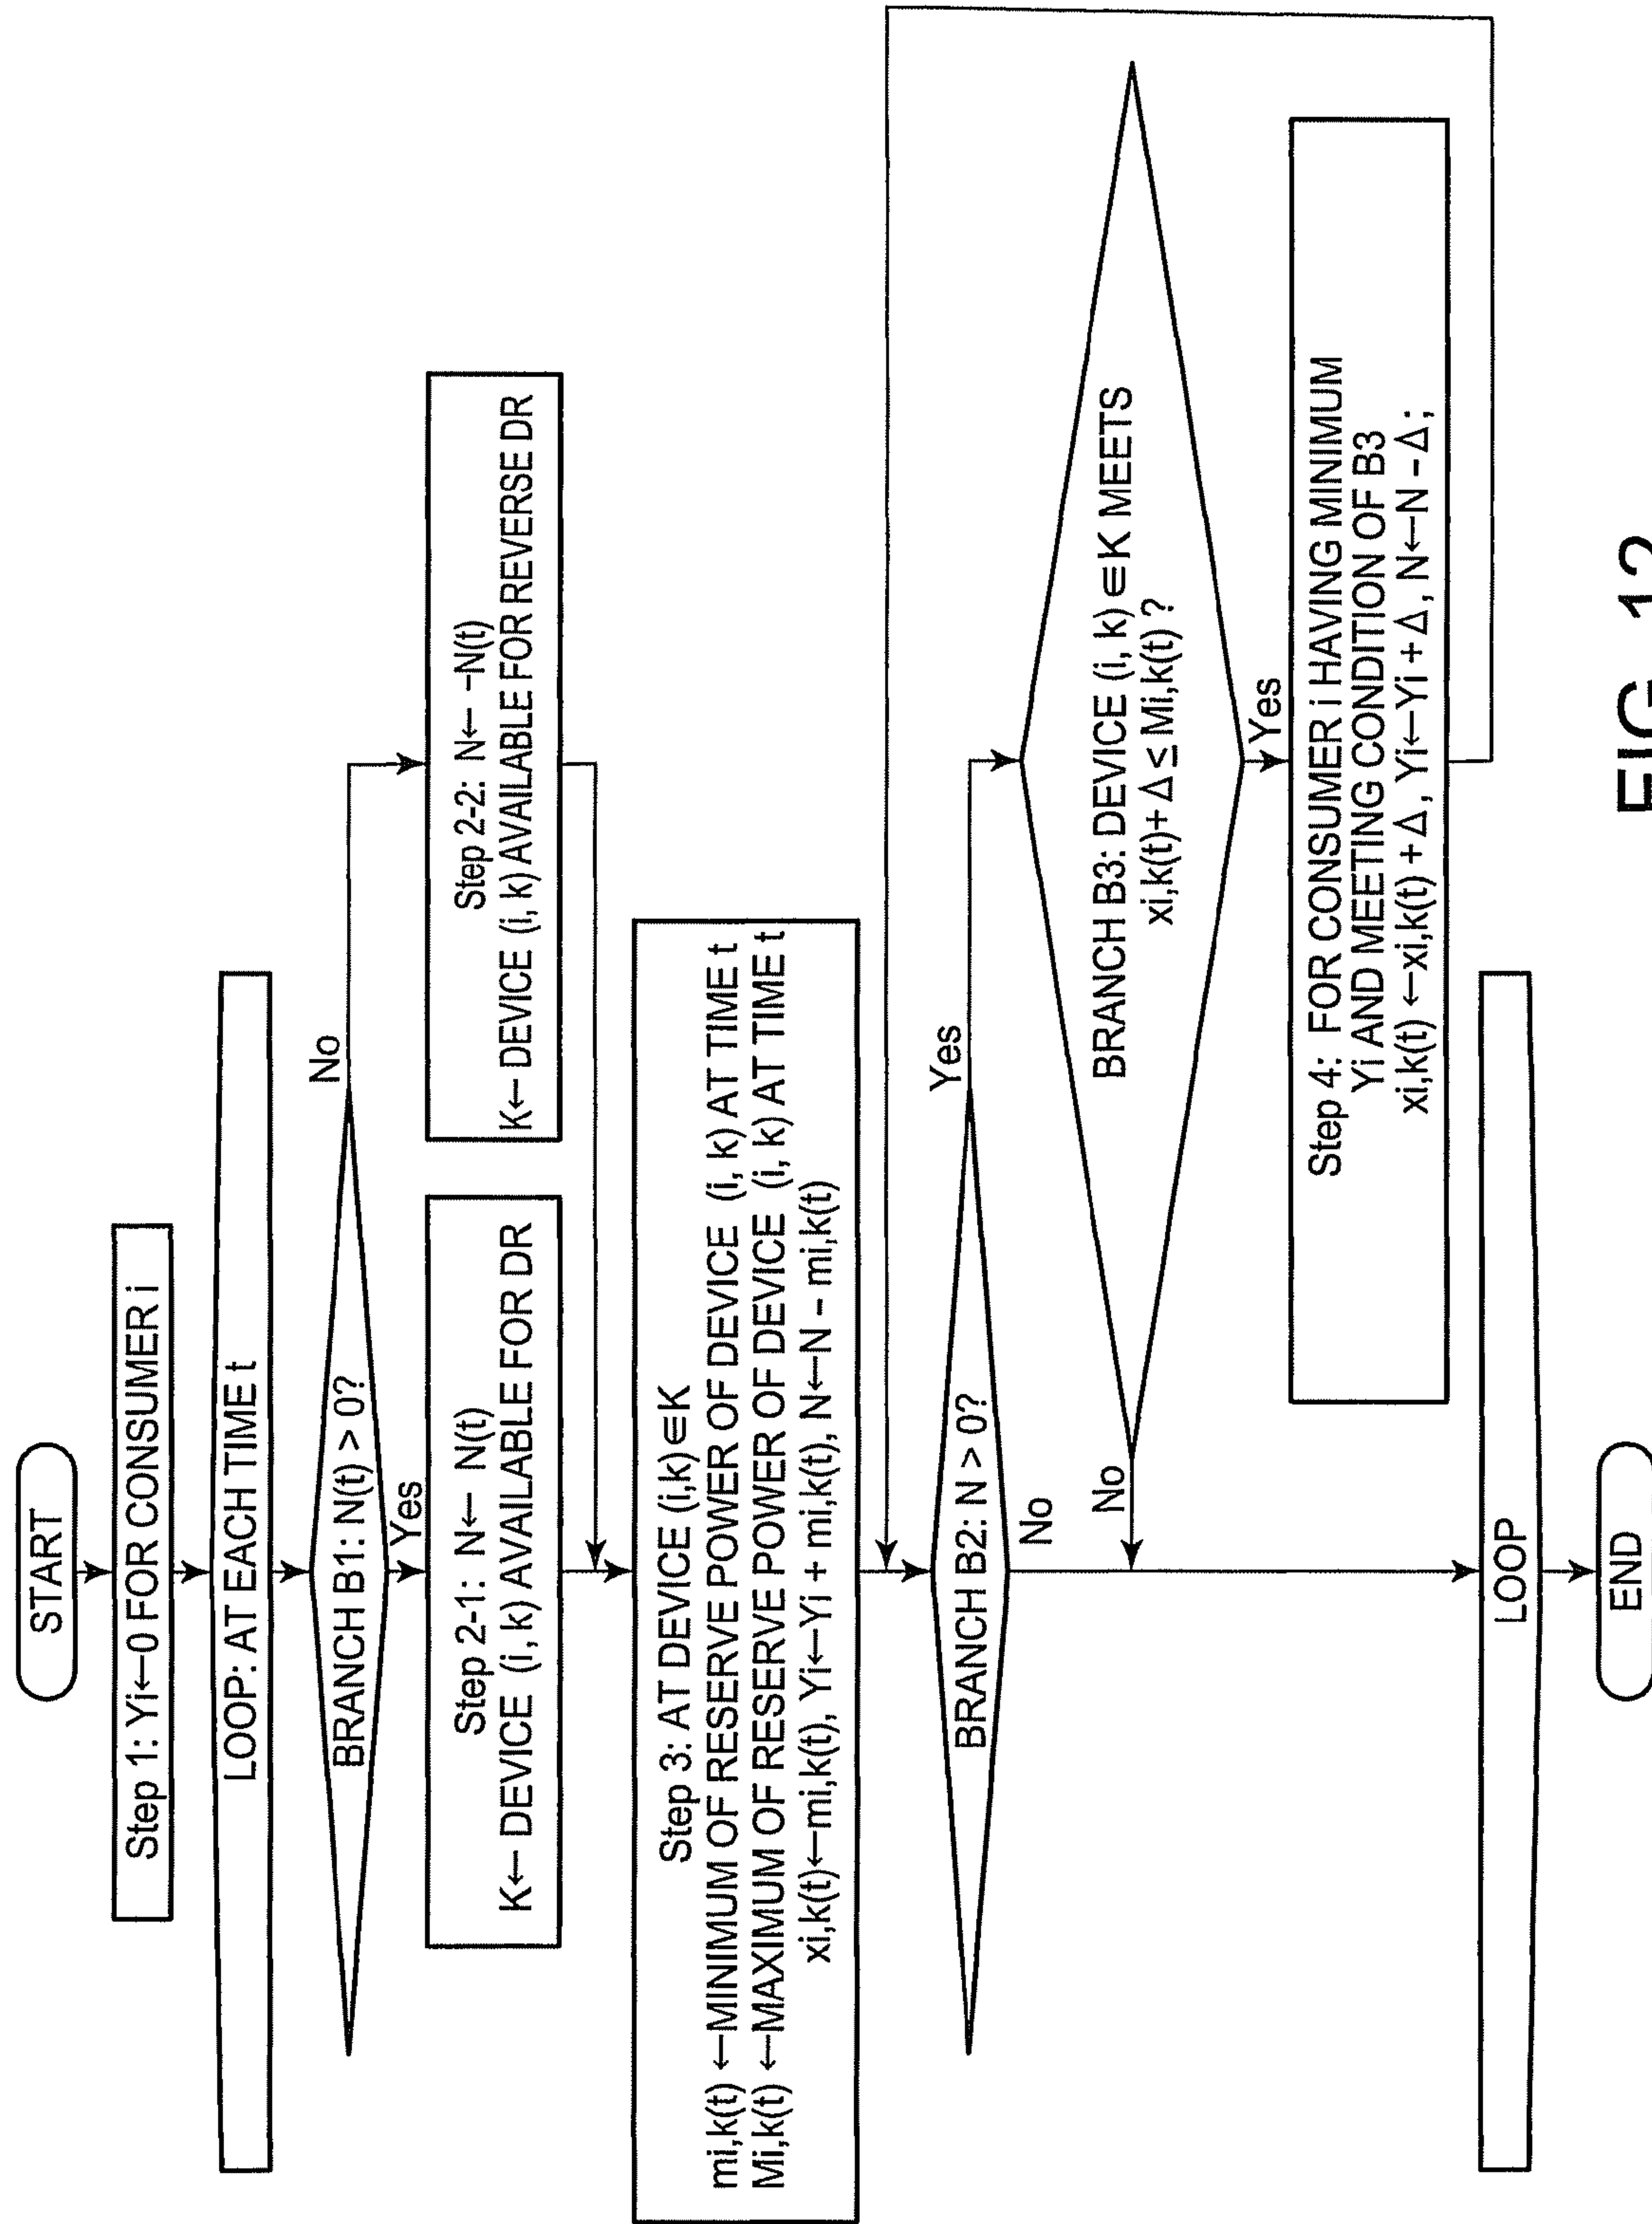 START
Step 1: Yi←0 FOR CONSUMER i
LOOP: AT EACH TIME t
BRANCH B1: N(t) > 0?
No
Yes
Step 2-1: N← N(t)
K← DEVICE (i, k) AVAILABLE FOR DR
Step 2-2: N← −N(t)
K← DEVICE (i, k) AVAILABLE FOR REVERSE DR
Step 3: AT DEVICE (i,k)∈K
mi,k(t) ←MINIMUM OF RESERVE POWER OF DEVICE (i, k) AT TIME t
Mi,k(t) ←MAXIMUM OF RESERVE POWER OF DEVICE (i, k) AT TIME t
xi,k(t)←mi,k(t), Yi←Yi + mi,k(t), N←N − mi,k(t)
BRANCH B2: N > 0?
Yes
No
BRANCH B3: DEVICE (i, k) ∈K MEETS
xi,k(t)+ Δ ≤ Mi,k(t) ?
No
Yes
Step 4: FOR CONSUMER i HAVING MINIMUM
Yi AND MEETING CONDITION OF B3
xi,k(t) ←xi,k(t) + Δ, Yi←Yi + Δ, N←N − Δ;
LOOP
END
FIG. 12